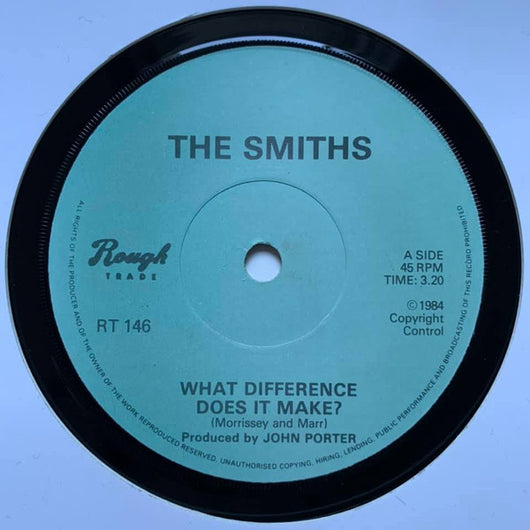 THE SMITHS
Rough
TRADE
RT 146
A SIDE
45 RPM
TIME: 3.20
© 1984
Copyright
Control
WHAT DIFFERENCE
DOES IT MAKE?
(Morrissey and Marr)
Produced by JOHN PORTER
ALL RIGHTS OF THE PRODUCER AND OF THE OWNER OF THE WORK REPRODUCED RESERVED. UNAUTHORISED COPYING, HIRING, LENDING, PUBLIC PERFORMANCE AND BROADCASTING OF THIS RECORD PROHIBITED